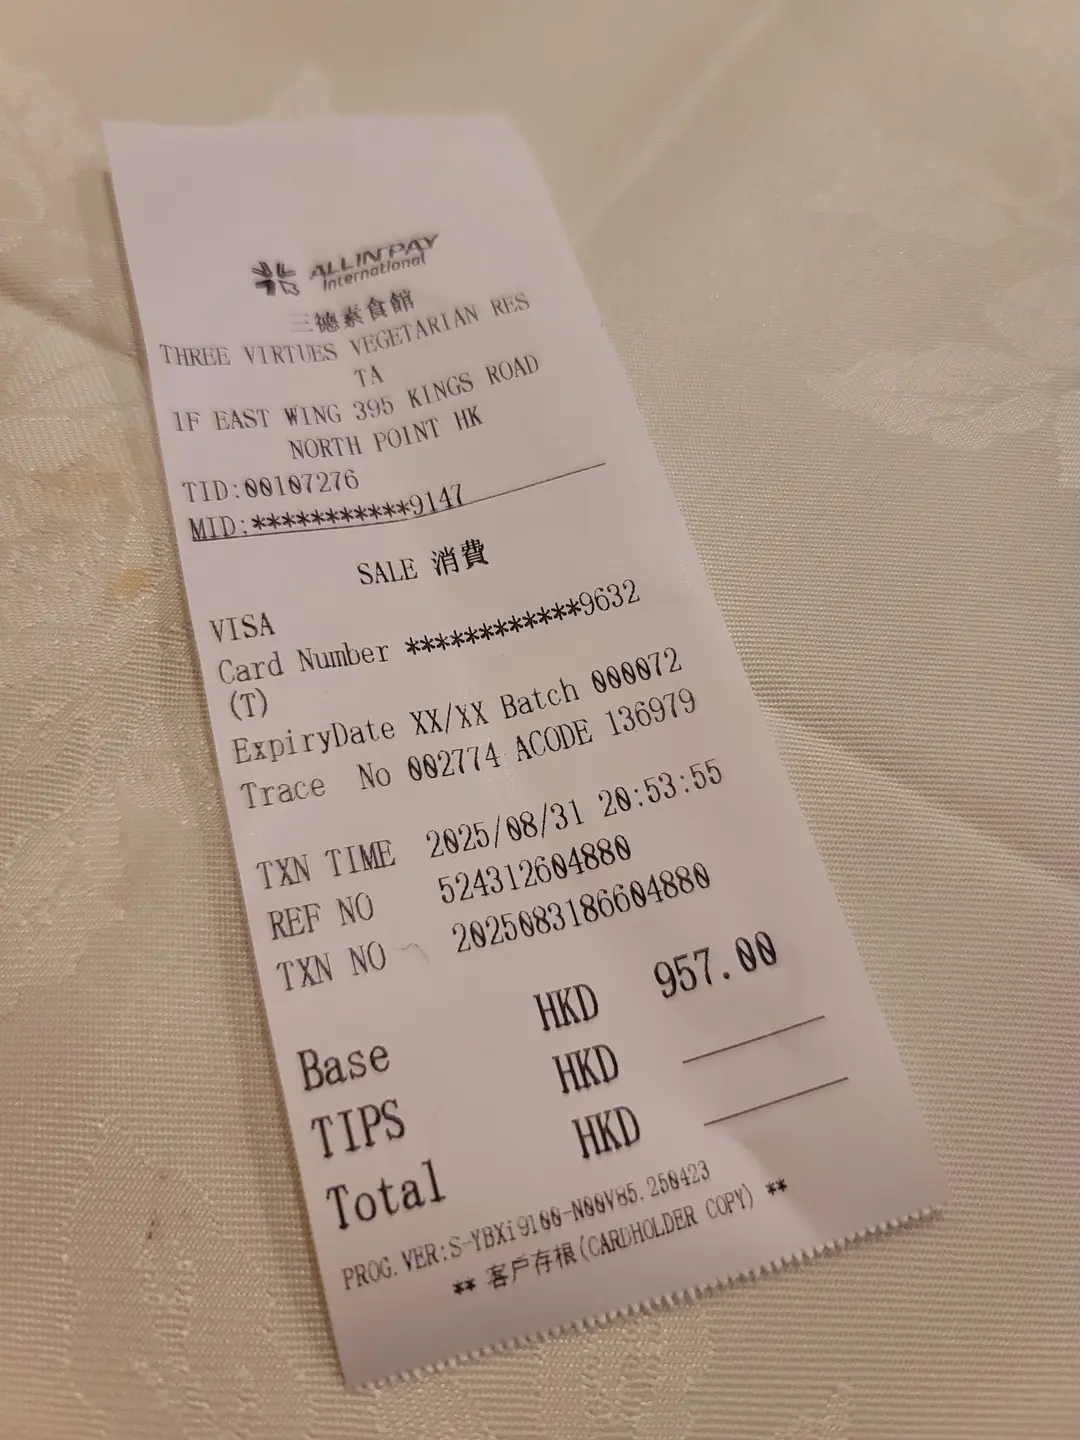 ALLINPAY
International
三德素食館
THREE VIRTUES VEGETARIAN RES
TA
1F EAST WING 395 KINGS ROAD
NORTH POINT HK
TID:00107276
MID:***********9147
SALE 消費
VISA
Card Number ************9632
(T)
ExpiryDate XX/XX Batch 000072
Trace No 002774 ACODE 136979
TXN TIME 2025/08/31 20:53:55
REF NO 524312604880
TXN NO 2025083186604880
Base HKD 957.00
TIPS HKD
Total HKD
PROG.VER:S-YBXi9100-N00V85.250423
** 客戶存根(CARDHOLDER COPY) **